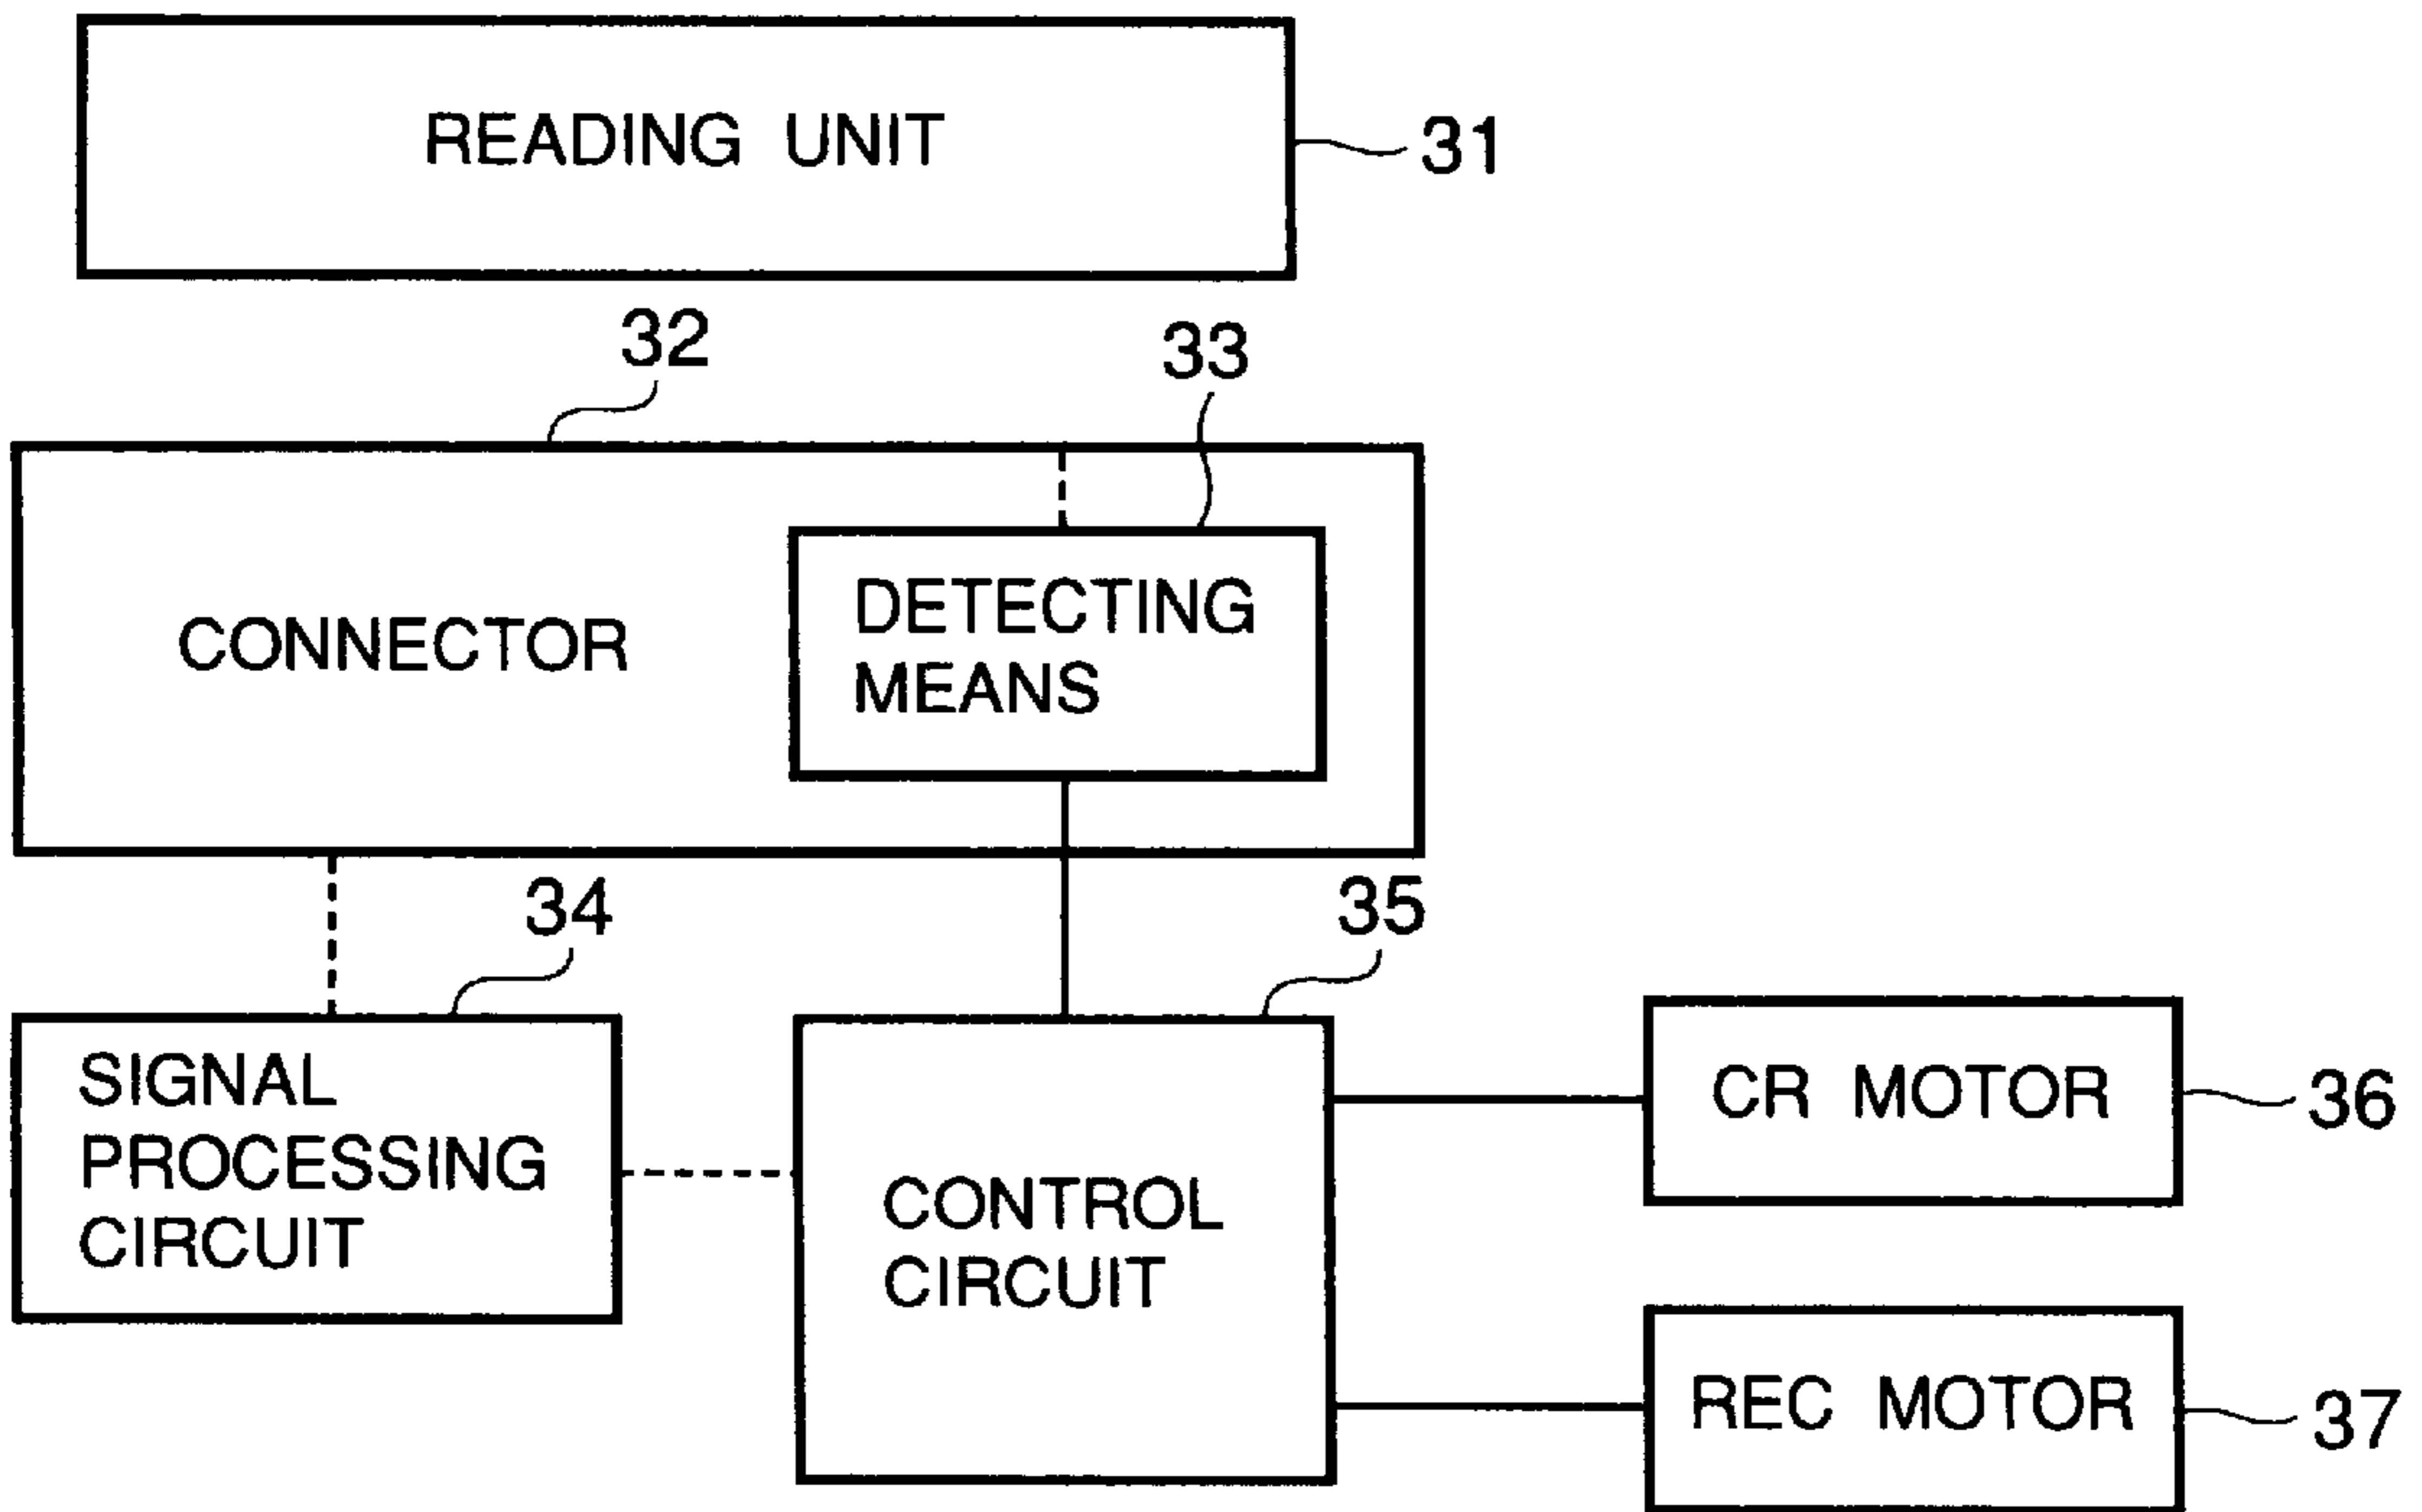 READING UNIT
31
32
33
CONNECTOR
DETECTING
MEANS
34
35
SIGNAL
PROCESSING
CIRCUIT
CONTROL
CIRCUIT
CR MOTOR
36
REC MOTOR
37